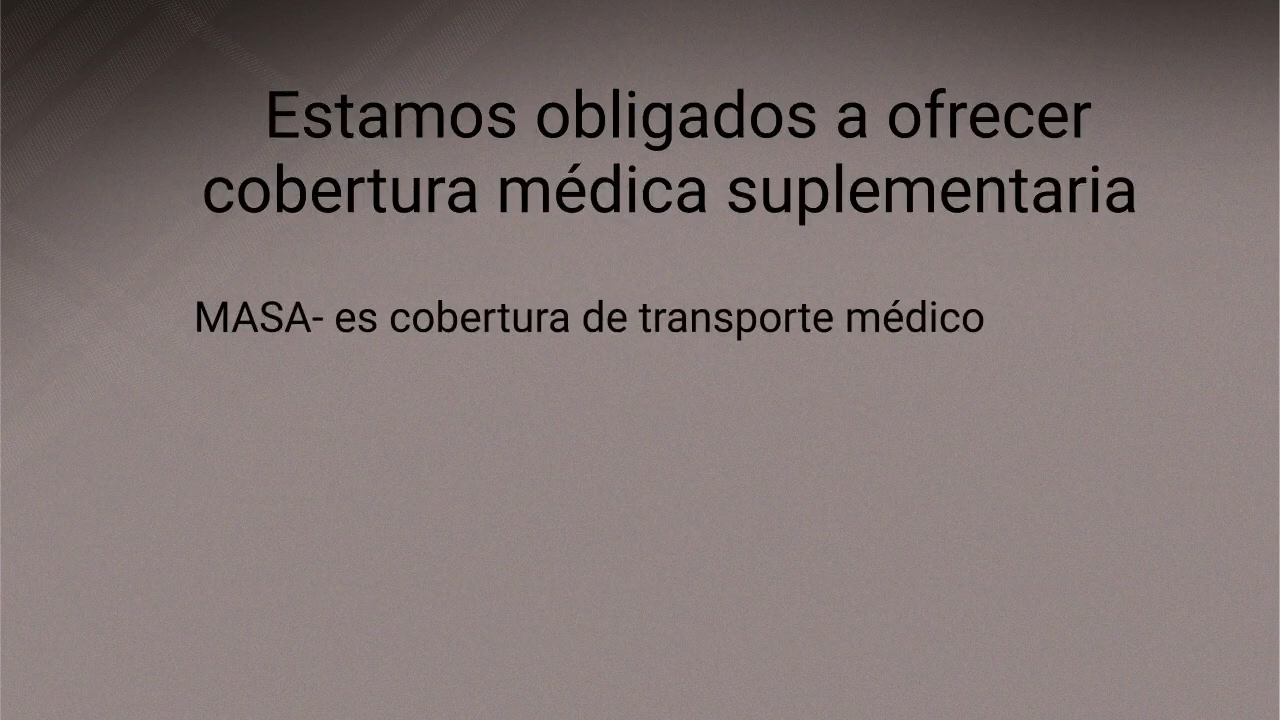 Estamos obligados a ofrecer
cobertura médica suplementaria
MASA- es cobertura de transporte médico